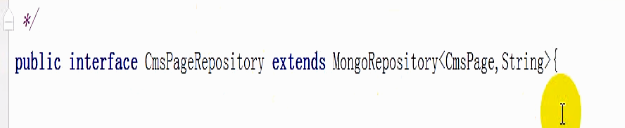 */
public interface CmsPageRepository extends MongoRepository<CmsPage,String>{